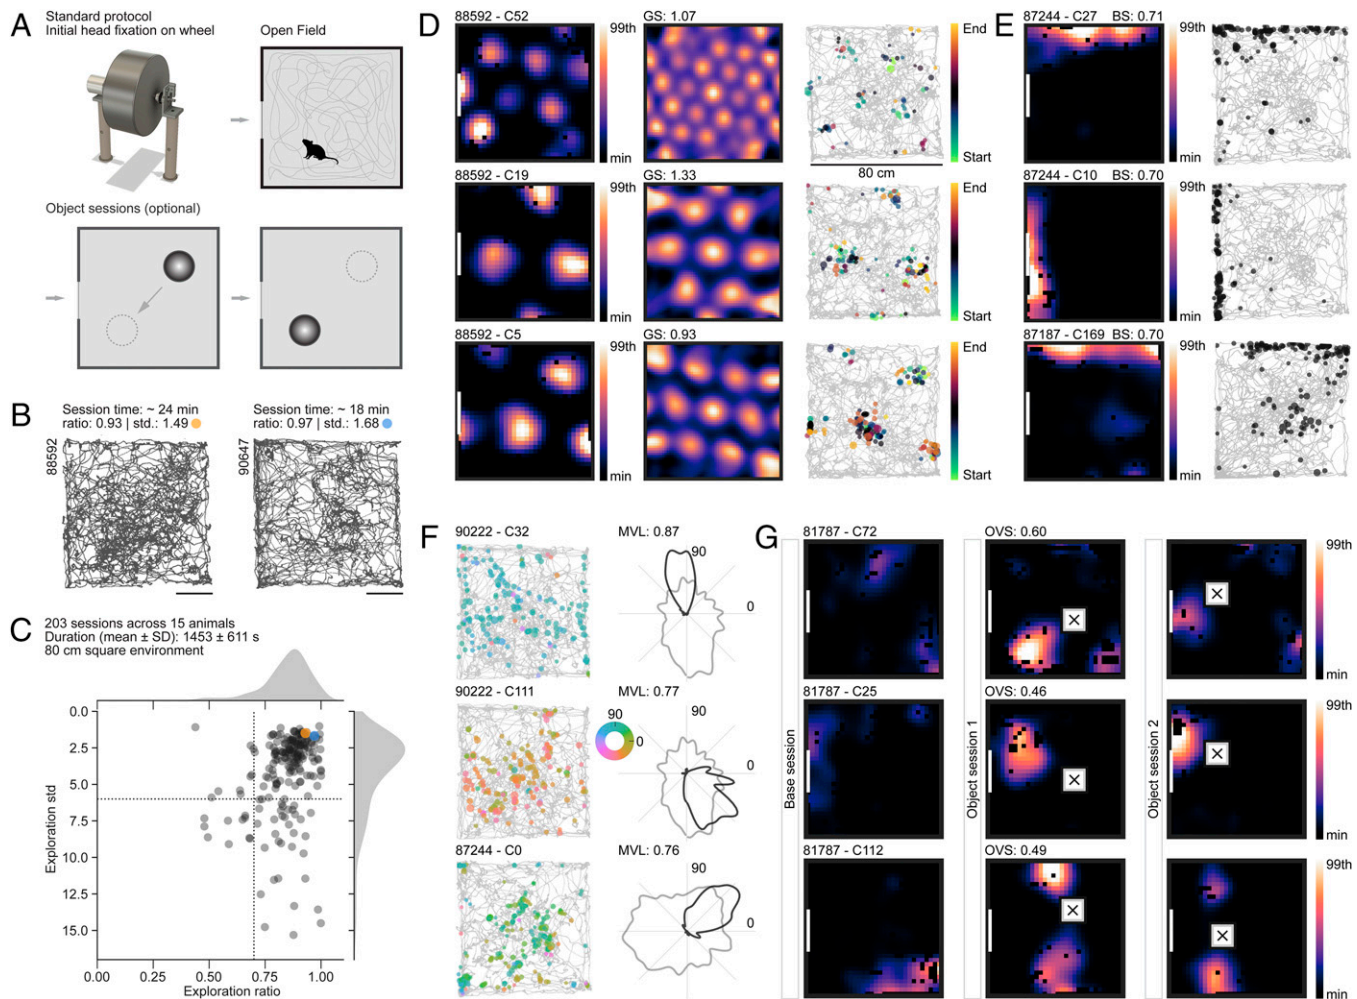 A
Standard protocol
Initial head fixation on wheel
Open Field
Object sessions (optional)
B
Session time: ~ 24 min
ratio: 0.93 | std.: 1.49
88592
Session time: ~ 18 min
ratio: 0.97 | std.: 1.68
90647
C
203 sessions across 15 animals
Duration (mean ± SD): 1453 ± 611 s
80 cm square environment
Exploration std
0.0
2.5
5.0
7.5
10.0
12.5
15.0
0.00
0.25
0.50
0.75
1.00
Exploration ratio
D
88592 - C52
99th
min
GS: 1.07
End
Start
80 cm
88592 - C19
99th
min
GS: 1.33
End
Start
88592 - C5
99th
min
GS: 0.93
End
Start
E
87244 - C27
BS: 0.71
99th
min
87244 - C10
BS: 0.70
99th
min
87187 - C169
BS: 0.70
99th
min
F
90222 - C32
MVL: 0.87
90
0
90222 - C111
90
0
MVL: 0.77
90
0
87244 - C0
MVL: 0.76
90
0
G
Base session
Object session 1
Object session 2
81787 - C72
OVS: 0.60
99th
min
81787 - C25
OVS: 0.46
99th
min
81787 - C112
OVS: 0.49
99th
min